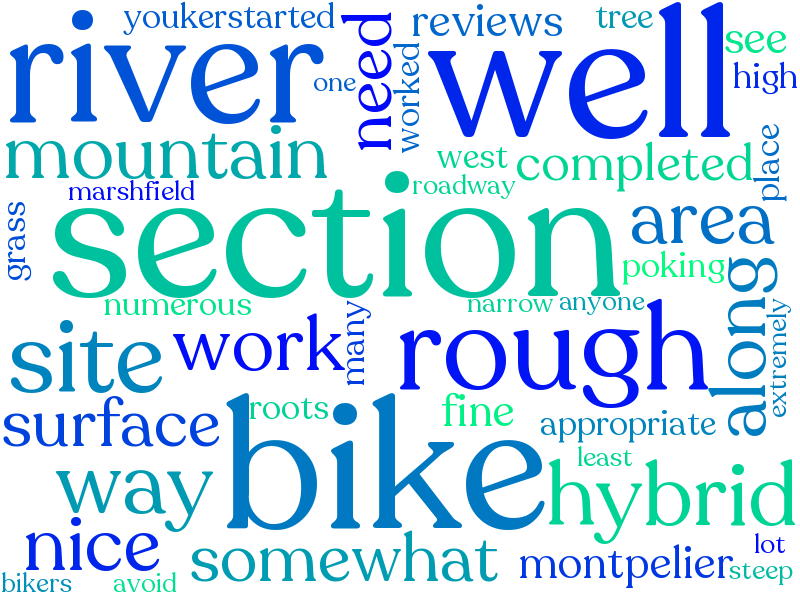 youkerstarted
reviews
tree
river
one
need
worked
well
see
high
mountain
west
completed
place
marshfield
roadway
grass
section
area
poking
along
numerous
narrow
anyone
extremely
site
work
many
rough
surface
roots
bike
fine
appropriate
way
least
hybrid
nice
somewhat
montpelier
lot
steep
bikers
avoid